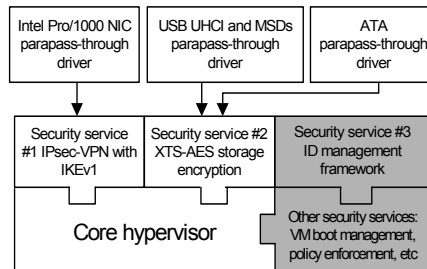 Intel Pro/1000 NIC
parapass-through
driver
USB UHCI and MSDs
parapass-through
driver
ATA
parapass-through
driver
Security service
#1 IPsec-VPN with
IKEv1
Security service #2
XTS-AES storage
encryption
Security service #3
ID management
framework
Core hypervisor
Other security services:
VM boot management,
policy enforcement, etc